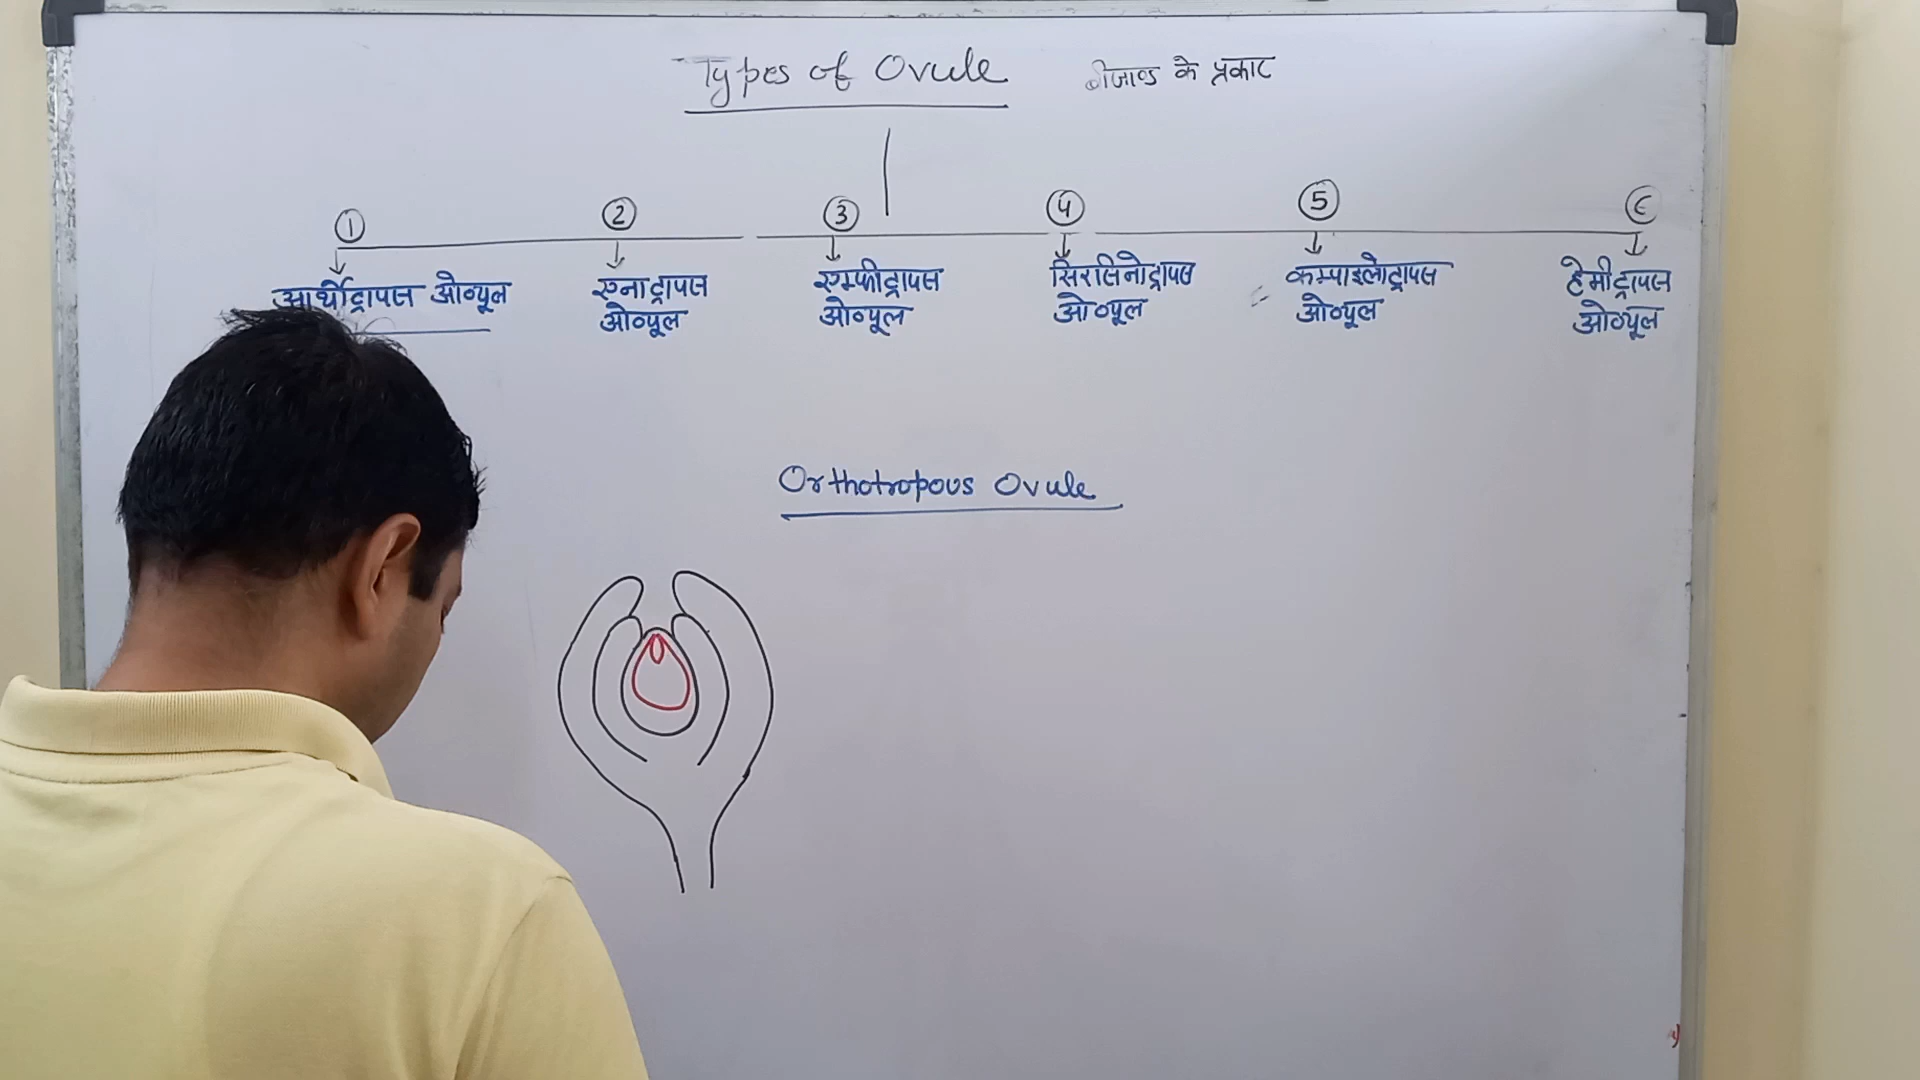 Types of Ovule बीजाण्ड के प्रकार
① ② ③ ④ ⑤ ⑥
आर्थोट्रापस ओव्यूल
एनाट्रापस
ओव्यूल
एम्फीट्रापस
ओव्यूल
सिरसिनोट्रापस
ओव्यूल
कम्पाइलोट्रापस
ओव्यूल
हेमीट्रापस
ओव्यूल
Orthotropous Ovule